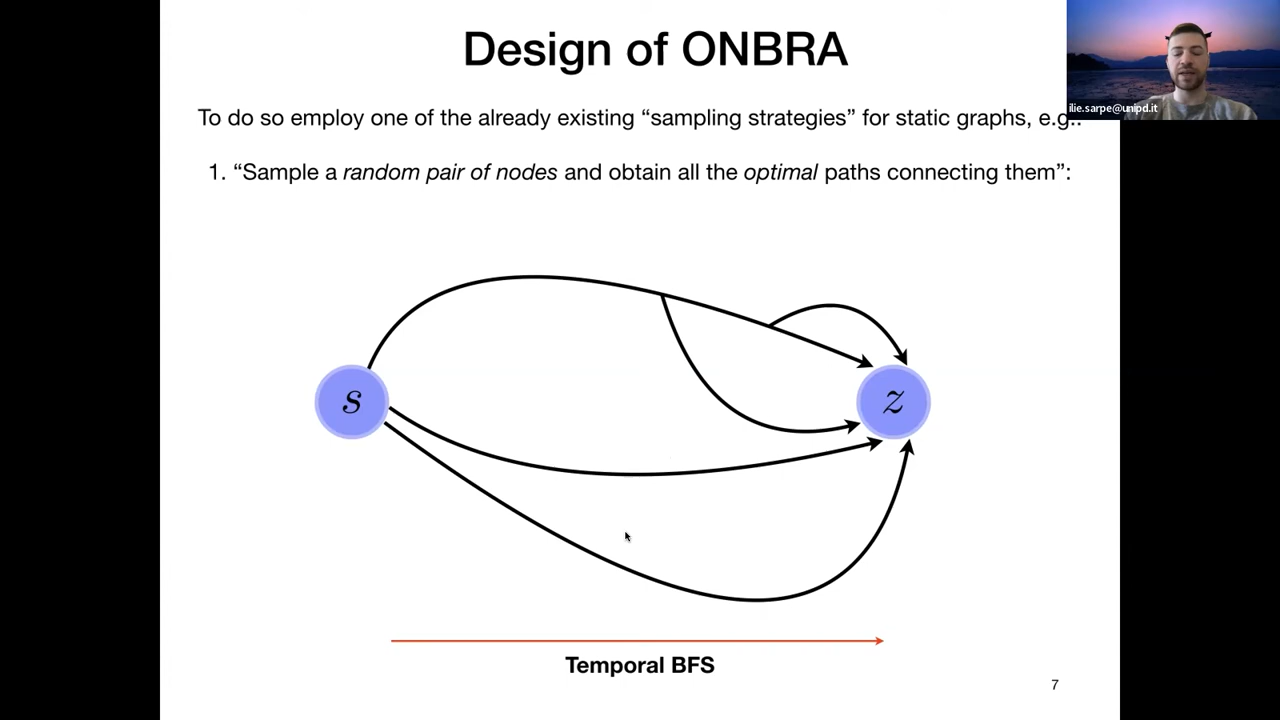 Design of ONBRA
ilie.sarpe@unipd.it
To do so employ one of the already existing “sampling strategies” for static graphs, e.g.:
1. “Sample a random pair of nodes and obtain all the optimal paths connecting them”:
s
z
Temporal BFS
7